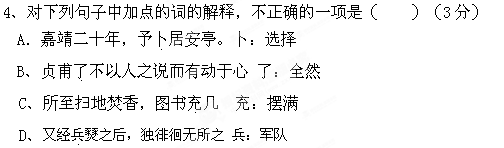 4、对下列句子中加点的词的解释，不正确的一项是（　　）（3分）
A．嘉靖二十年，予卜居安亭。卜：选择
B、贞甫了不以人之说而有动于心 了：全然
C、所至扫地焚香，图书充几　充：摆满
D、又经兵燹之后，独徘徊无所之 兵：军队